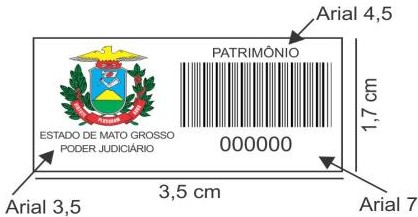 Arial 4,5
PATRIMÔNIO
ESTADO DE MATO GROSSO
PODER JUDICIÁRIO
000000
1,7 cm
3,5 cm
Arial 3,5
Arial 7